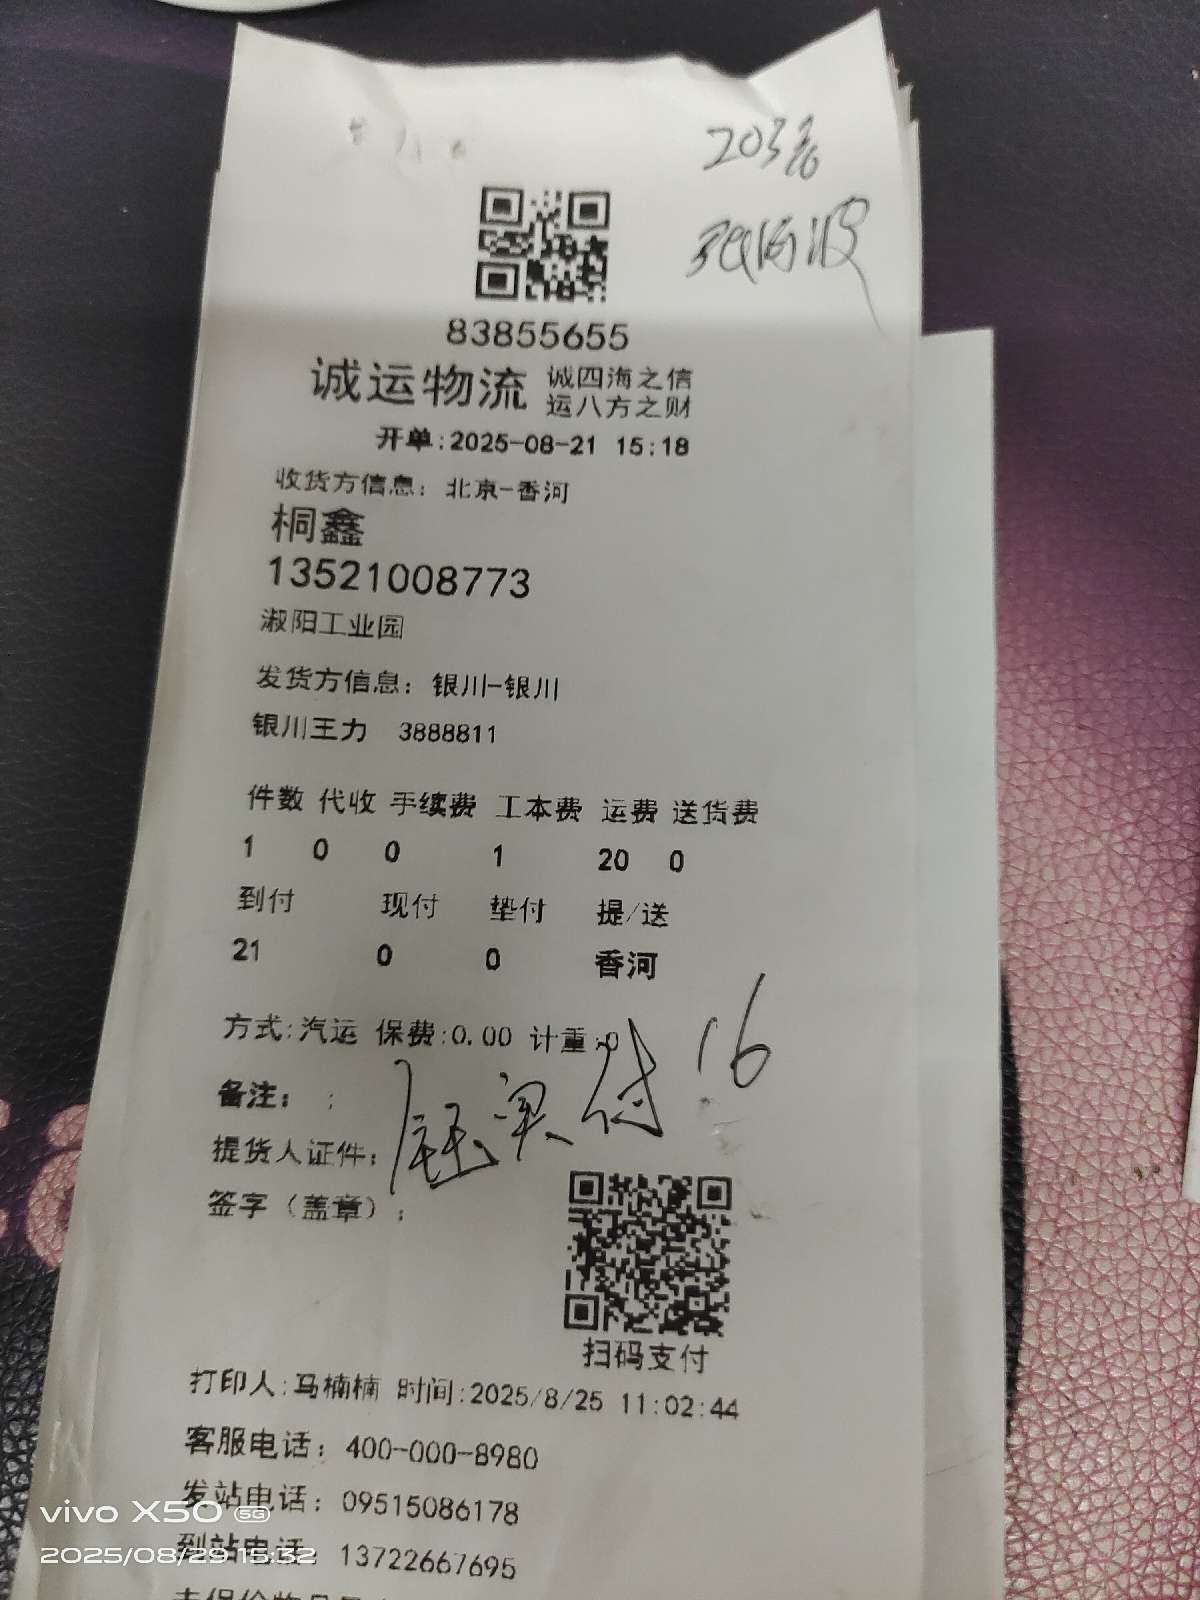 83855655
诚运物流 诚四海之信
运八方之财
开单:2025-08-21 15:18
收货方信息: 北京-香河
桐鑫
13521008773
淑阳工业园
发货方信息: 银川-银川
银川王力 3888811
件数 代收 手续费 工本费 运费 送货费
1 0 0 1 20 0
到付 现付 垫付 提/送
21 0 0 香河
方式:汽运 保费:0.00 计重:0
实付 16
备注: :
提货人证件:
签字(盖章):
扫码支付
打印人:马楠楠 时间:2025/8/25 11:02:44
客服电话: 400-000-8980
发站电话: 09515086178
到站电话: 13722667695
vivo X50 5G
2025/08/29 15:32